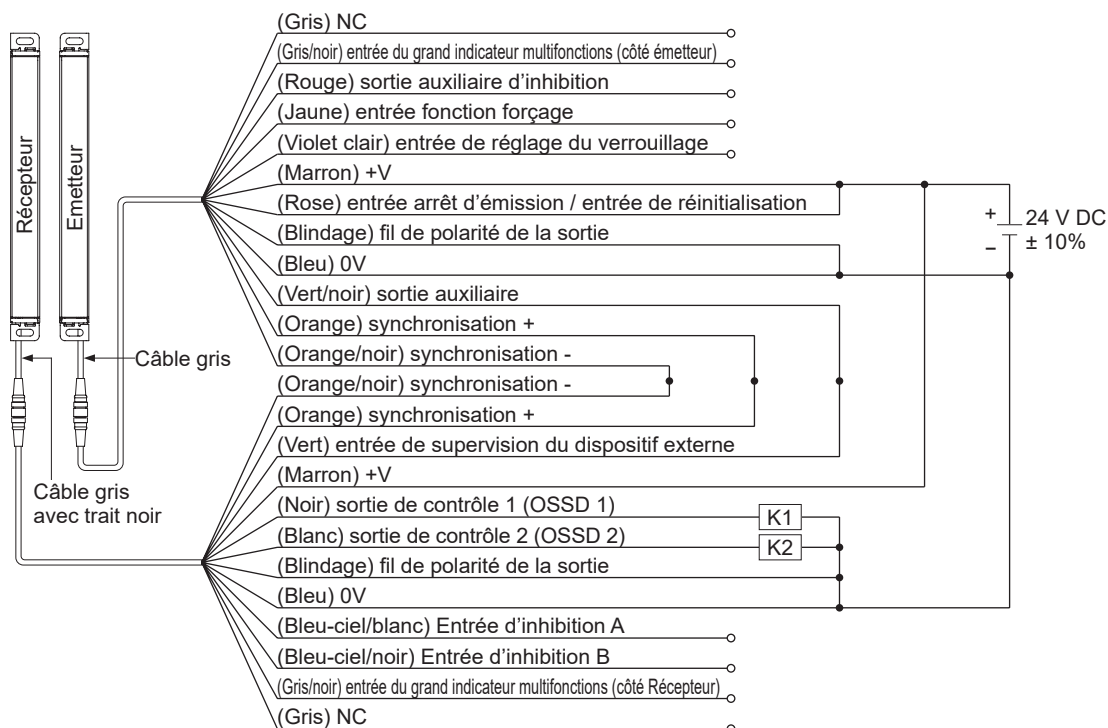 Récepteur
Emetteur
Câble gris
Câble gris
avec trait noir
(Gris) NC
(Gris/noir) entrée du grand indicateur multifonctions (côté émetteur)
(Rouge) sortie auxiliaire d’inhibition
(Jaune) entrée fonction forçage
(Violet clair) entrée de réglage du verrouillage
(Marron) +V
(Rose) entrée arrêt d’émission / entrée de réinitialisation
(Blindage) fil de polarité de la sortie
(Bleu) 0V
(Vert/noir) sortie auxiliaire
(Orange) synchronisation +
(Orange/noir) synchronisation -
(Orange/noir) synchronisation -
(Orange) synchronisation +
(Vert) entrée de supervision du dispositif externe
(Marron) +V
(Noir) sortie de contrôle 1 (OSSD 1)
K1
(Blanc) sortie de contrôle 2 (OSSD 2)
K2
(Blindage) fil de polarité de la sortie
(Bleu) 0V
(Bleu-ciel/blanc) Entrée d’inhibition A
(Bleu-ciel/noir) Entrée d’inhibition B
(Gris/noir) entrée du grand indicateur multifonctions (côté Récepteur)
(Gris) NC
+
−
24 V DC
± 10%